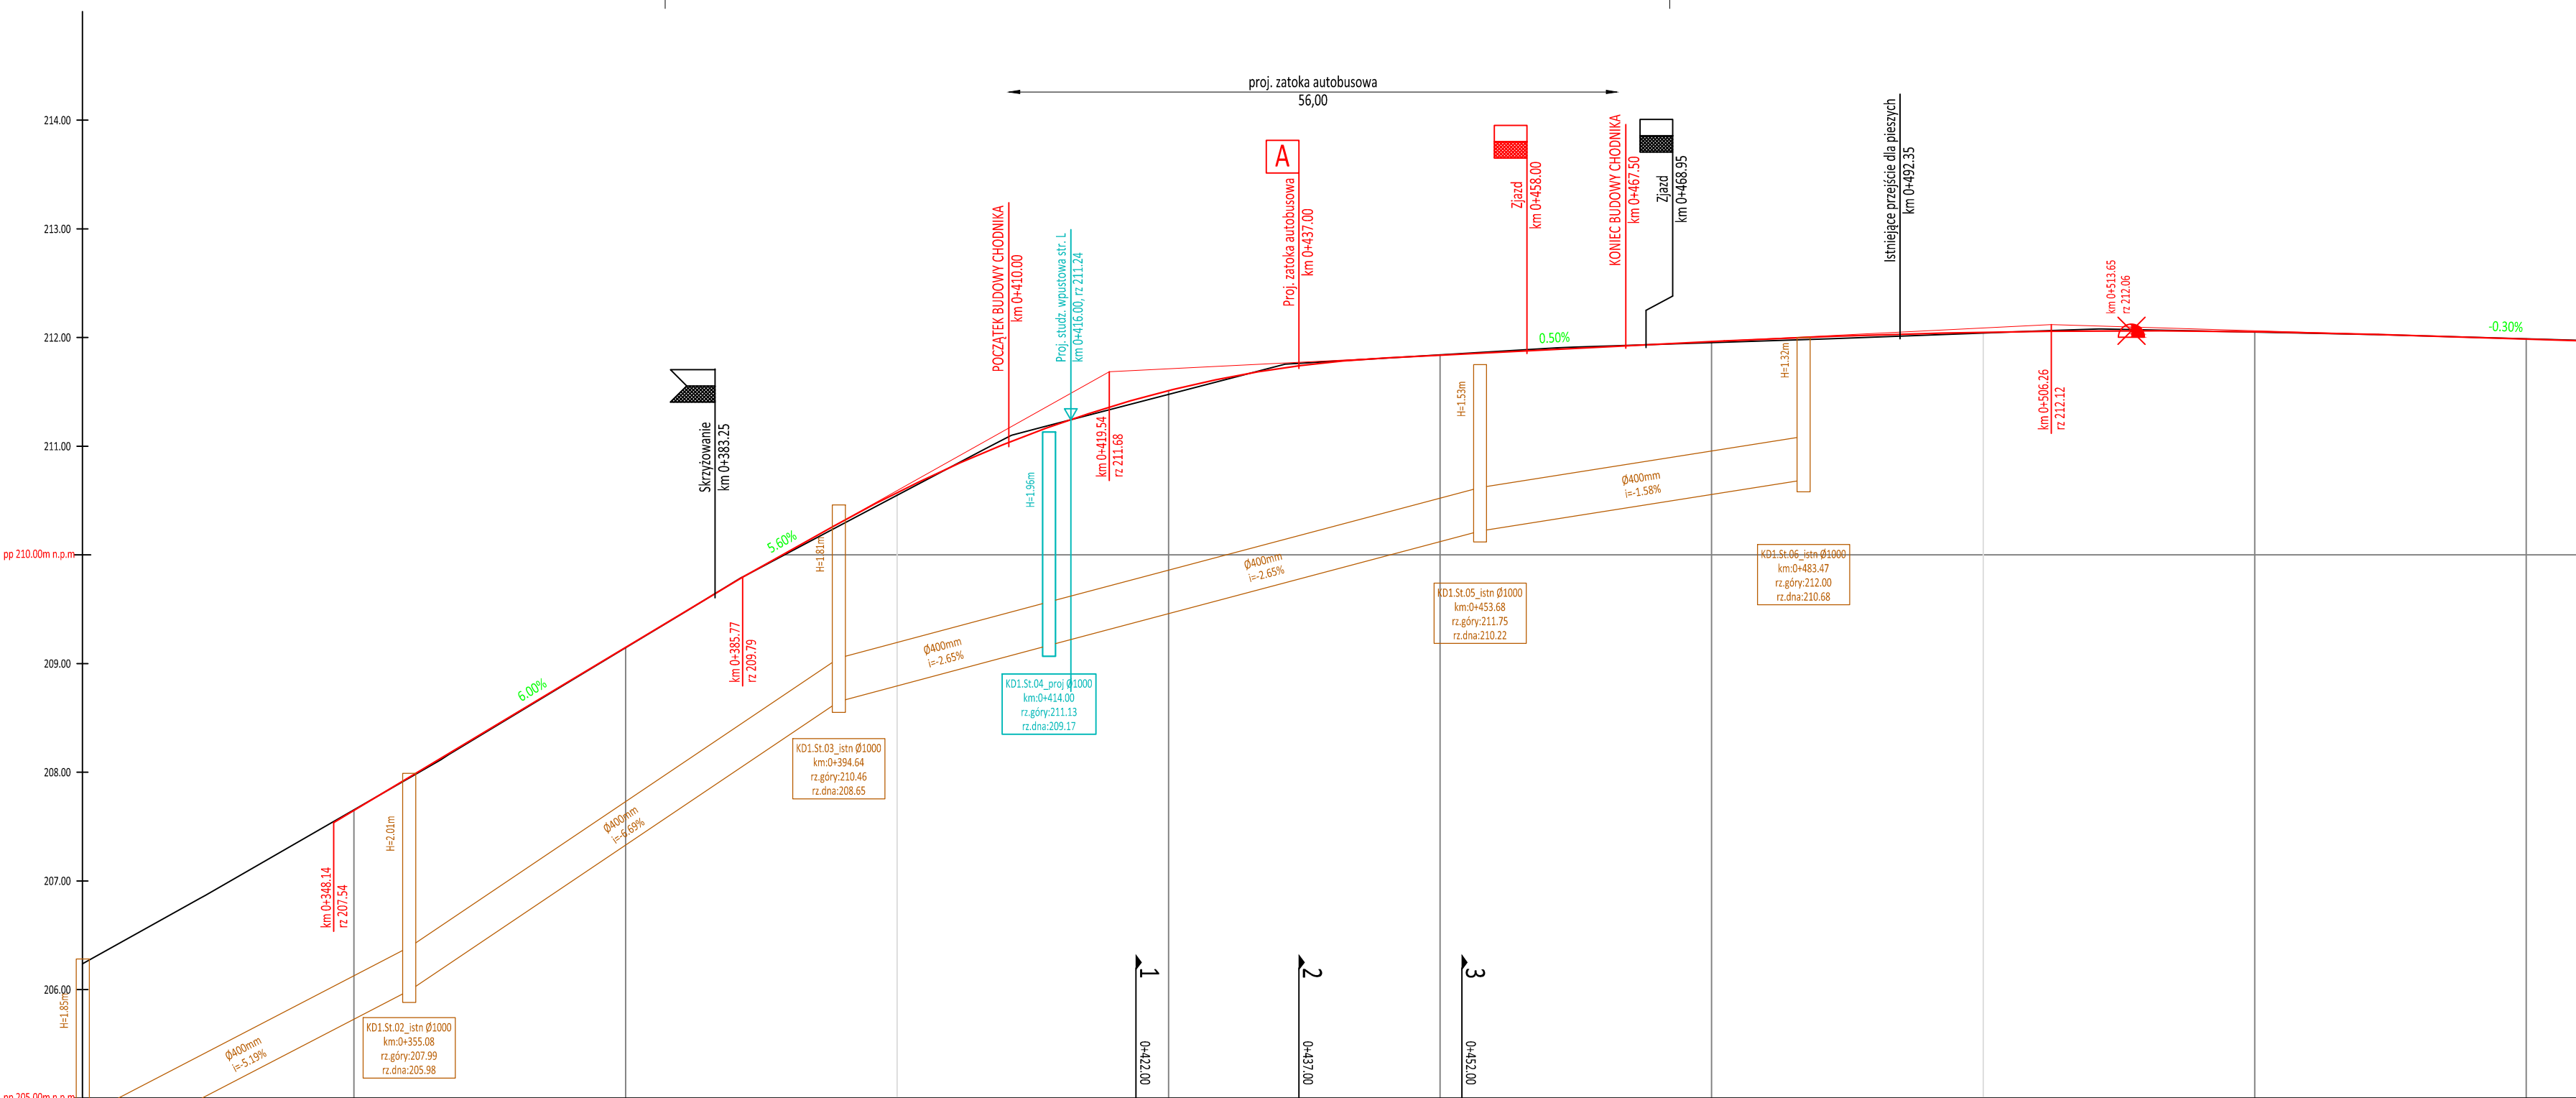 proj. zatoka autobusowa
56,00
214.00
213.00
212.00
211.00
pp 210.00m n.p.m
209.00
208.00
207.00
206.00
pp 205.00m n.p.m
H=1.85m
Ø400mm
i=-5.19%
km 0+348.14
rz 207.54
H=2.01m
KD1.St.02_istn Ø1000
km:0+355.08
rz.góry:207.99
rz.dna:205.98
6.00%
Ø400mm
i=-6.69%
Skrzyżowanie
km 0+383.25
km 0+385.77
rz 209.79
5.60%
H=1.81m
KD1.St.03_istn Ø1000
km:0+394.64
rz.góry:210.46
rz.dna:208.65
Ø400mm
i=-2.65%
POCZĄTEK BUDOWY CHODNIKA
km 0+410.00
H=1.96m
Proj. studz. wpustowa str. L
km 0+416.00, rz 211.24
KD1.St.04_proj Ø1000
km:0+414.00
rz.góry:211.13
rz.dna:209.17
km 0+419.54
rz 211.68
1
0+422.00
Ø400mm
i=-2.65%
A
Proj. zatoka autobusowa
km 0+437.00
2
0+437.00
3
0+452.00
H=1.53m
KD1.St.05_istn Ø1000
km:0+453.68
rz.góry:211.75
rz.dna:210.22
Zjazd
km 0+458.00
0.50%
Ø400mm
i=-1.58%
KONIEC BUDOWY CHODNIKA
km 0+467.50
Zjazd
km 0+468.95
H=1.32m
KD1.St.06_istn Ø1000
km:0+483.47
rz.góry:212.00
rz.dna:210.68
Istniejące przejście dla pieszych
km 0+492.35
km 0+506.26
rz 212.12
km 0+513.65
rz 212.06
-0.30%